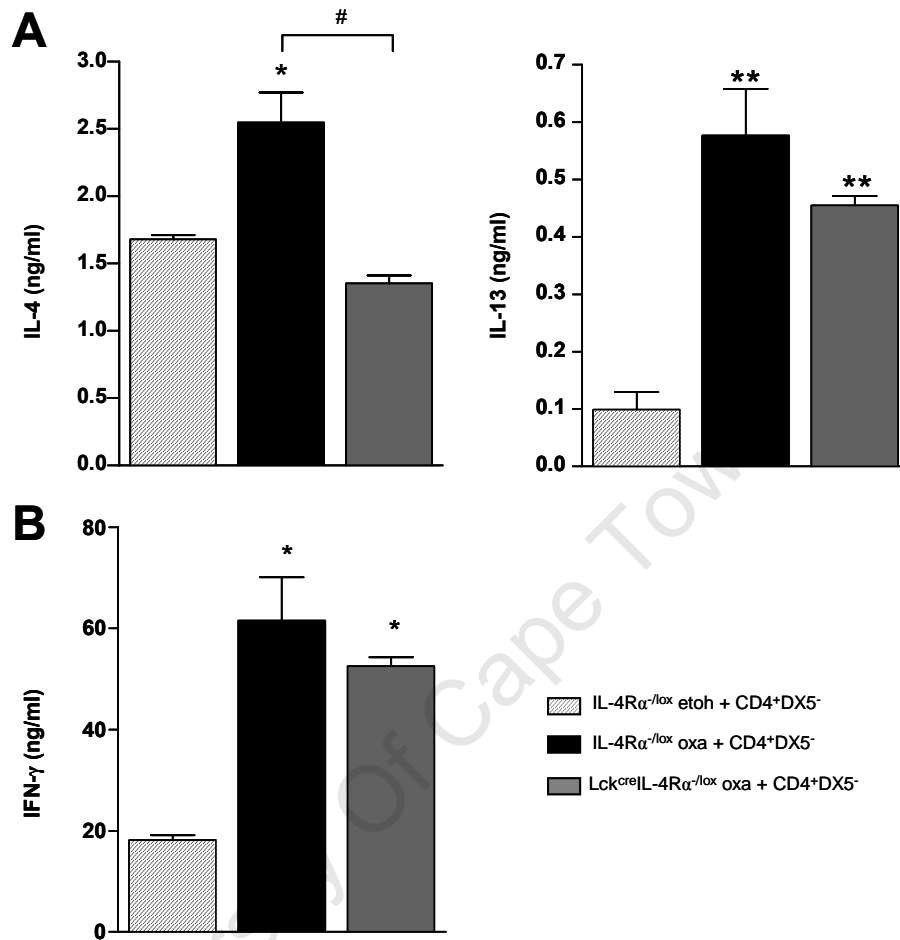 A
#
*
3.0
2.5
2.0
1.5
1.0
0.5
0.0
IL-4 (ng/ml)
**
**
0.7
0.6
0.5
0.4
0.3
0.2
0.1
0.0
IL-13 (ng/ml)
B
*
*
80
60
40
20
0
IFN-γ (ng/ml)
IL-4Rα-/lox etoh + CD4+DX5-
IL-4Rα-/lox oxa + CD4+DX5-
LckcreIL-4Rα-/lox oxa + CD4+DX5-
Of Cape Town